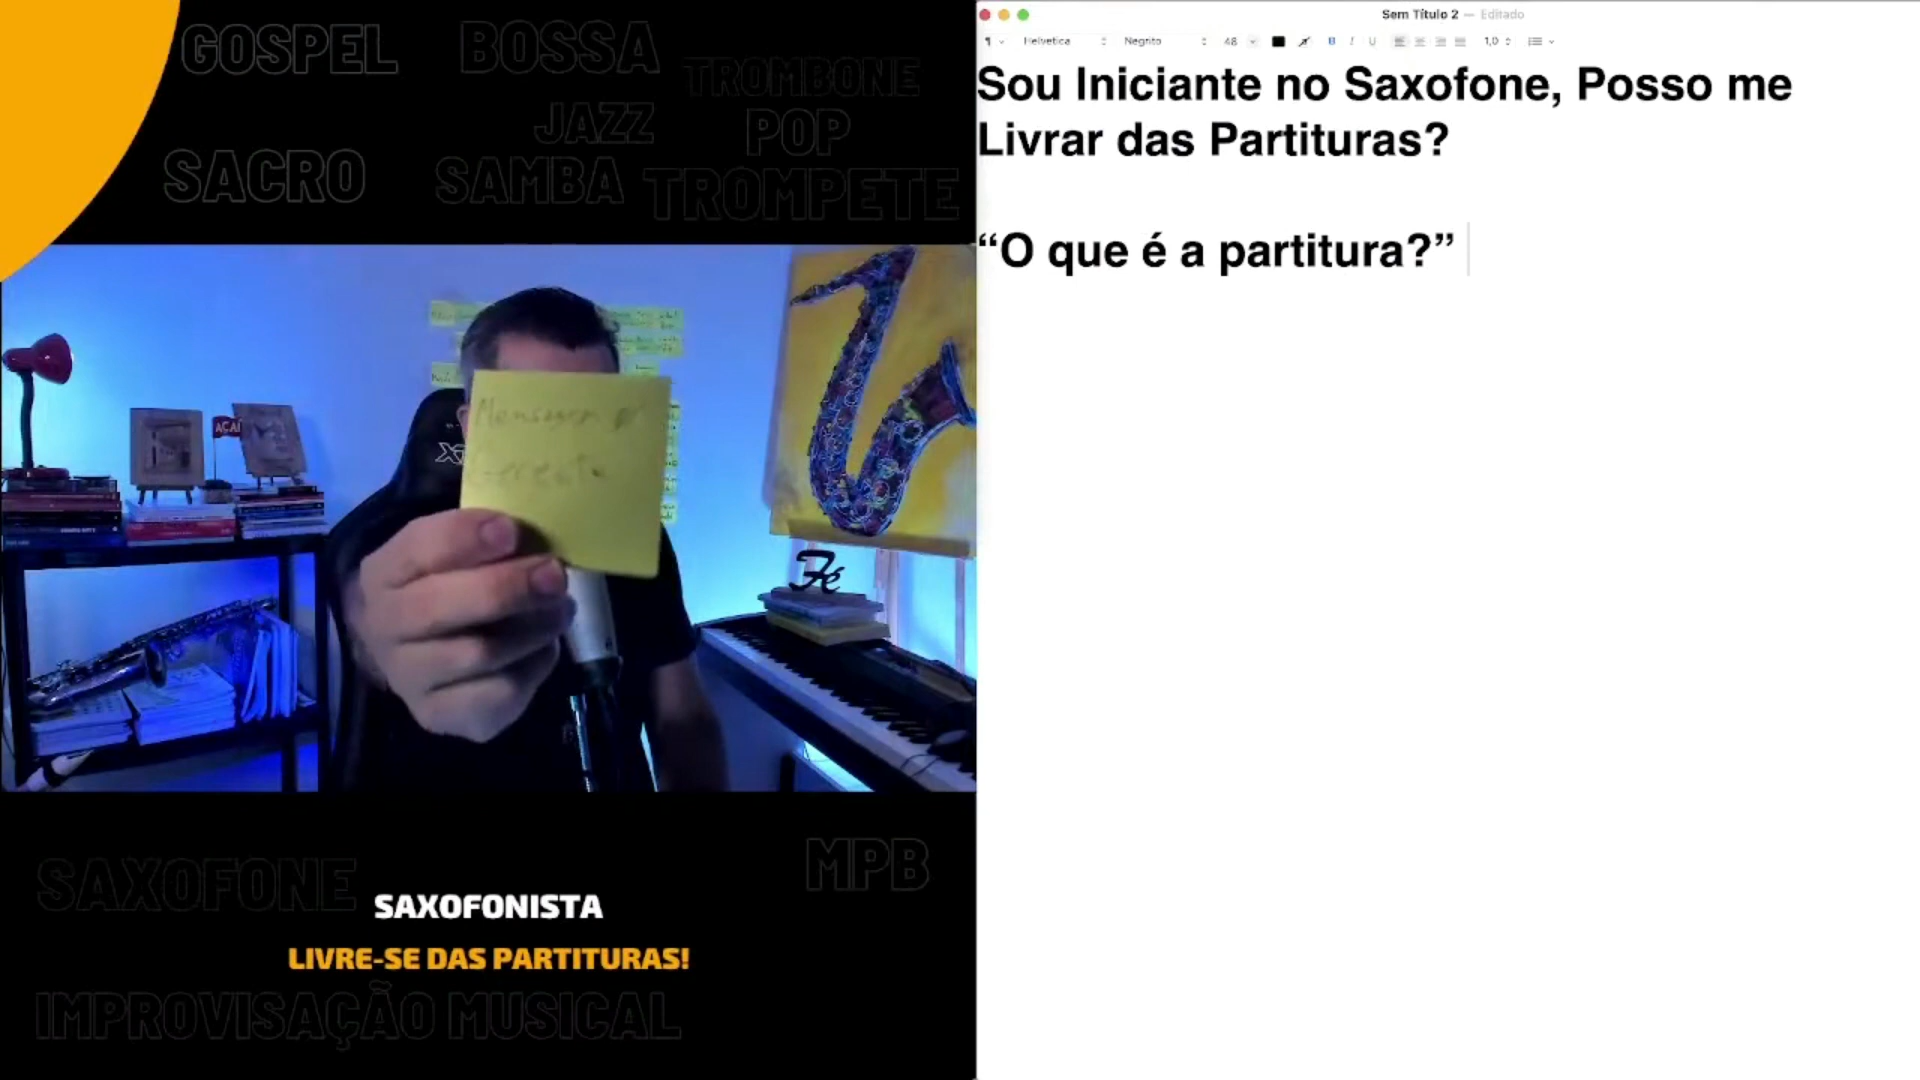 GOSPEL
BOSSA
TROMBONE
JAZZ
POP
SACRO
SAMBA
TROMPETE
AÇAÍ
Mensagem p/
Fé
SAXOFONE
MPB
SAXOFONISTA
LIVRE-SE DAS PARTITURAS!
IMPROVISAÇÃO MUSICAL
Sem Título 2 — Editado
Helvetica
Negrito
48
B I U
1,0
Sou Iniciante no Saxofone, Posso me
Livrar das Partituras?
“O que é a partitura?”